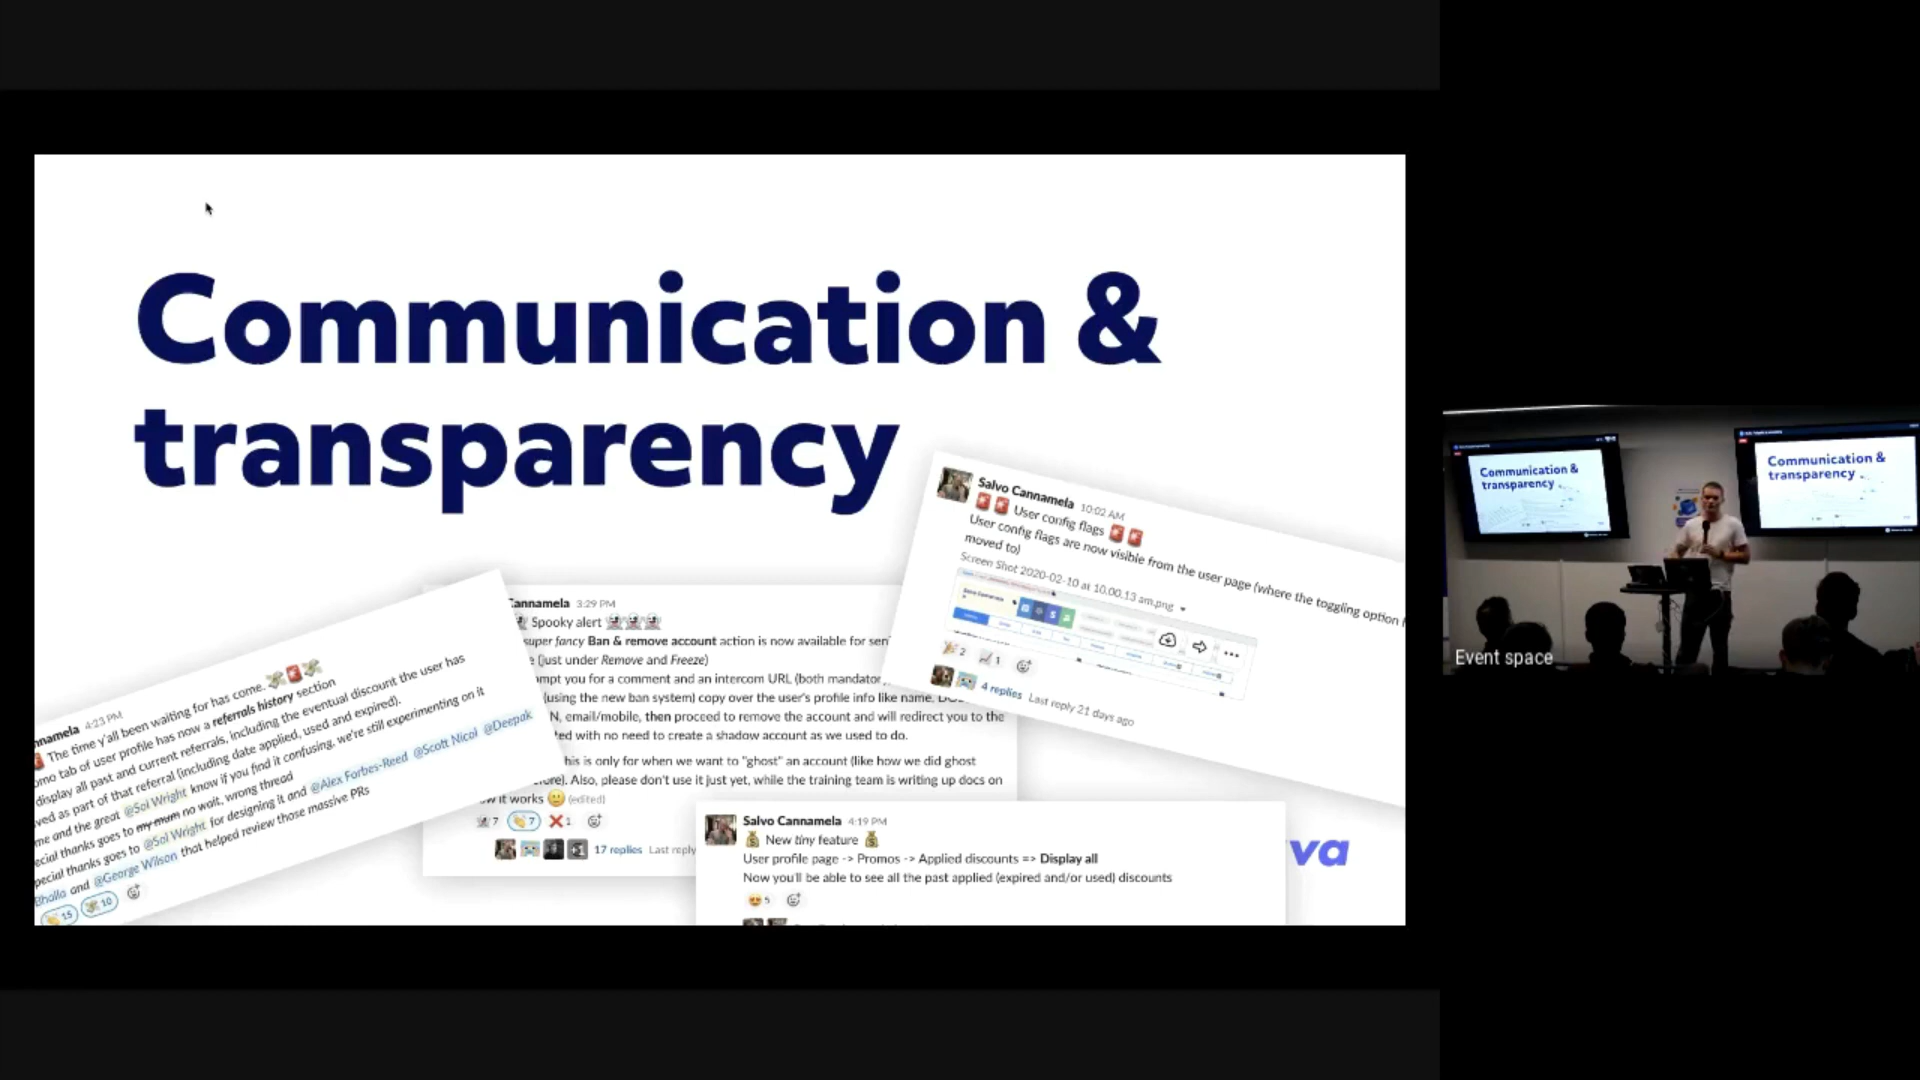 Communication &
transparency
Salvo Cannamela 10:02 AM
User config flags
User config flags are now visible from the user page (where the toggling option
moved to)
Screen Shot 2020-02-10 at 10.00.13 am.png
2 1
4 replies Last reply 21 days ago
Cannamela 3:29 PM
Spooky alert
super fancy Ban & remove account action is now available for
(just under Remove and Freeze)
you for a comment and an intercom URL (both
(using the new ban system) copy over the user's profile info like name,
email/mobile, then proceed to remove the account and will redirect you to the
with no need to create a shadow account as we used to do.
this is only for when we want to "ghost" an account (like how we did ghost
Also, please don't use it just yet, while the training team is writing up docs on
it works (edited)
7 7 1
+1 17 replies Last reply
4:23 PM
The time y'all been waiting for has come.
tab of user profile has now a referrals history section
display all past and current referrals, including the eventual discount the user has
as part of that referral (including date applied, used and expired).
me and the great @Sol Wright know if you find it confusing, we're still experimenting on it
thanks goes to my mum no wait, wrong thread
thanks goes to @Sol Wright for designing it and @Alex Forbes-Reed @Scott Nicol @Deepak
Bhalla and @George Wilson that helped review those massive PRs
15 10
Salvo Cannamela 4:19 PM
New tiny feature
User profile page -> Promos -> Applied discounts => Display all
Now you'll be able to see all the past applied (expired and/or used) discounts
5
va
Communication &
transparency
Communication &
transparency
Event space